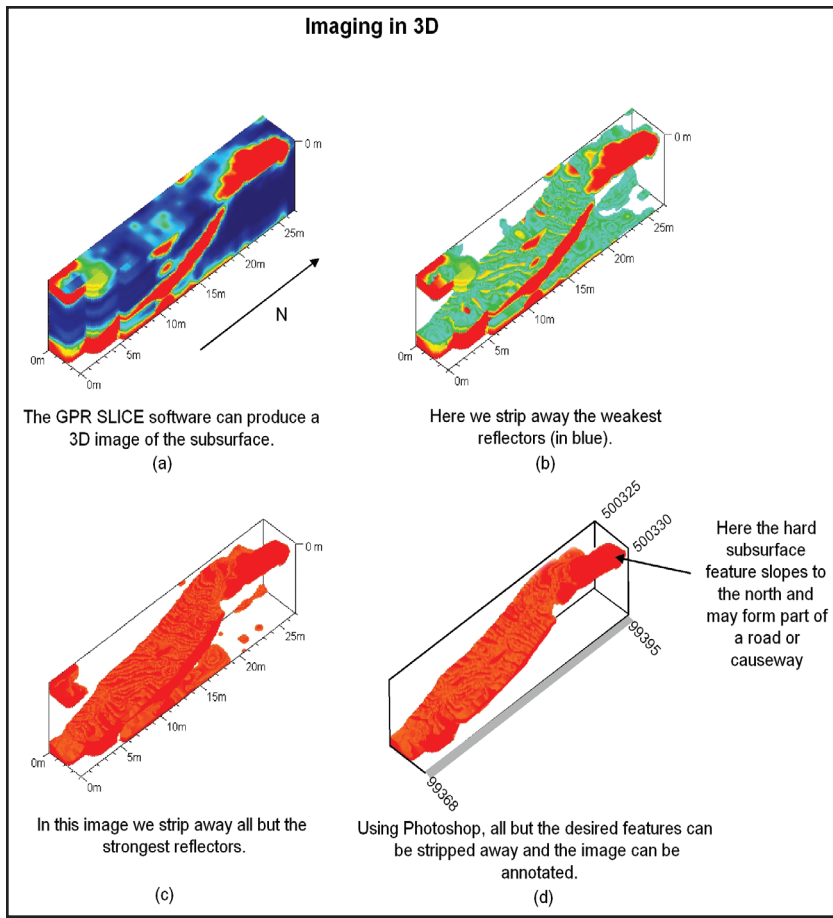 Imaging in 3D
0 m
25m
20m
15m
10m
5m
0m
0m
N
The GPR SLICE software can produce a
3D image of the subsurface.
(a)
0 m
25m
20m
15m
10m
5m
0m
0m
Here we strip away the weakest
reflectors (in blue).
(b)
0 m
25m
20m
15m
10m
5m
0m
0m
In this image we strip away all but the
strongest reflectors.
(c)
500325
500330
99395
99368
Here the hard
subsurface
feature slopes to
the north and
may form part of
a road or
causeway
Using Photoshop, all but the desired features can
be stripped away and the image can be
annotated.
(d)